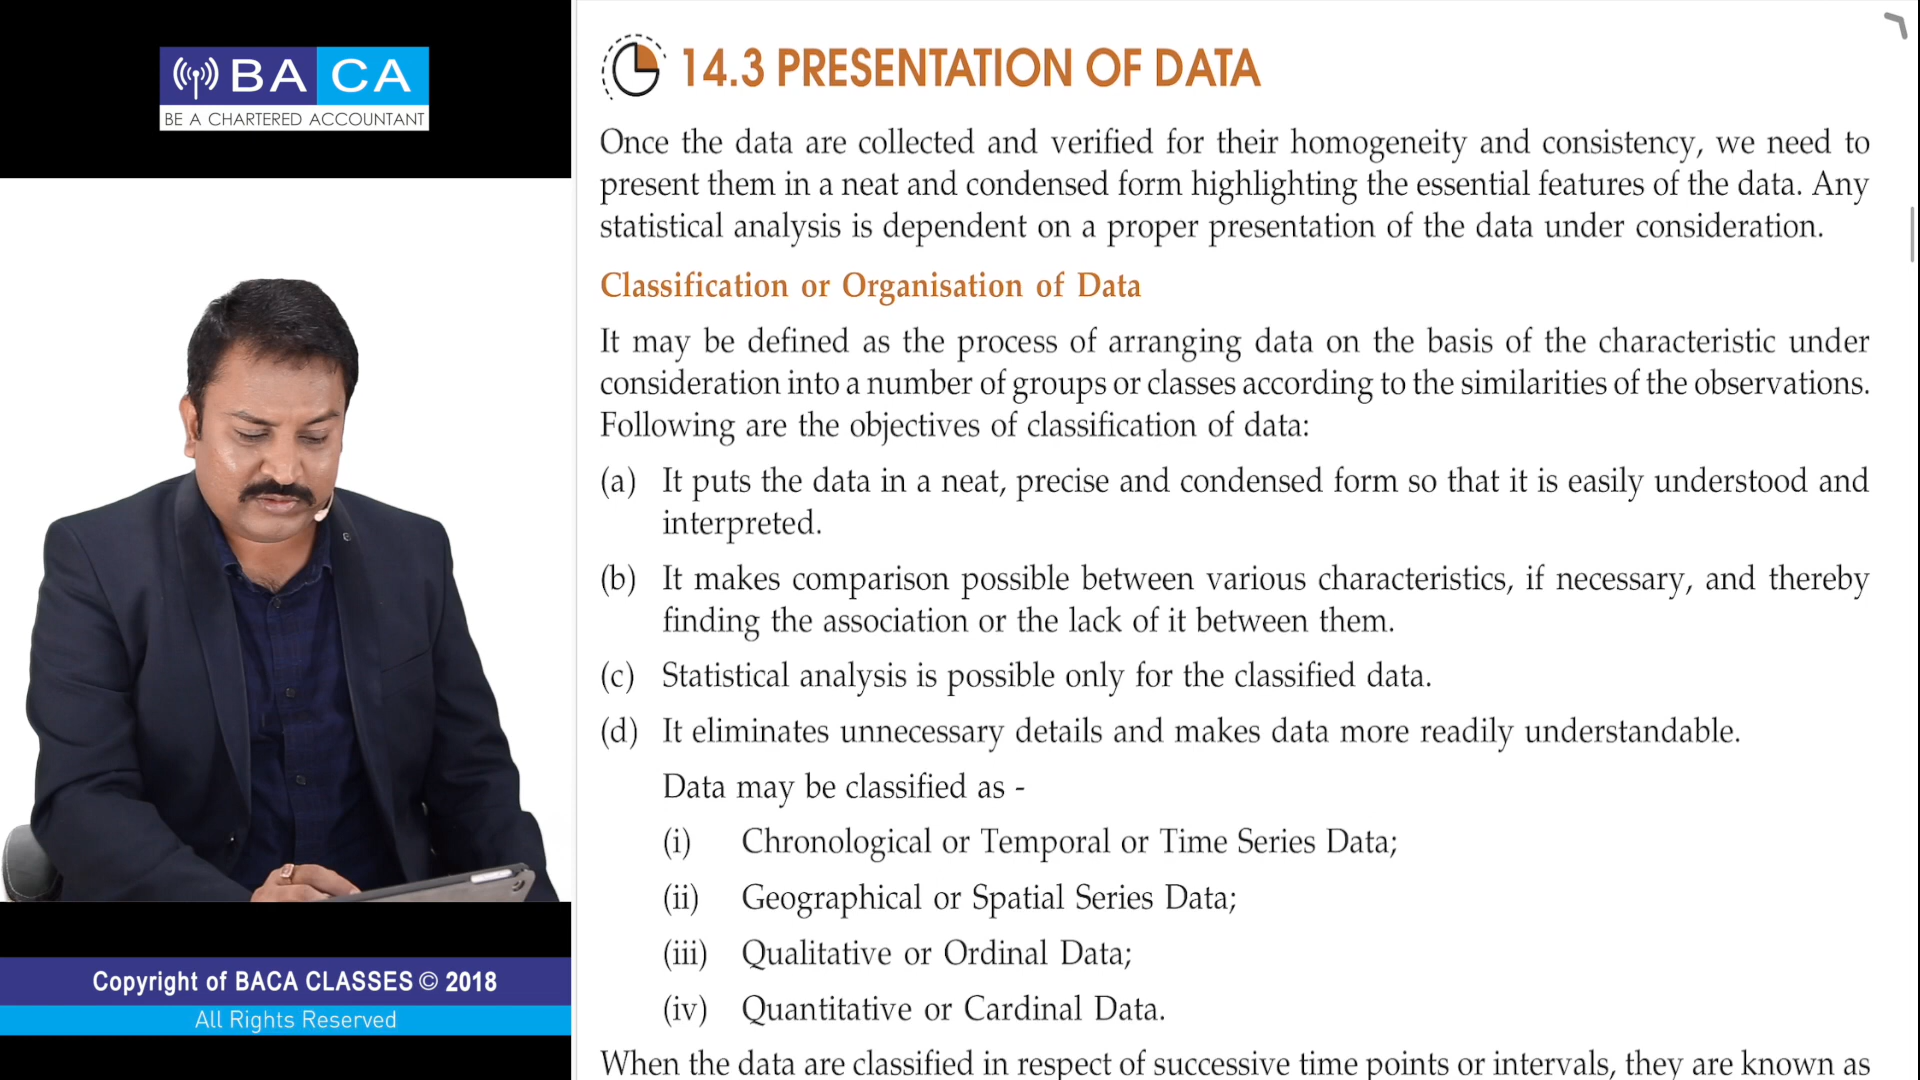 BA CA
BE A CHARTERED ACCOUNTANT
14.3 PRESENTATION OF DATA
Once the data are collected and verified for their homogeneity and consistency, we need to
present them in a neat and condensed form highlighting the essential features of the data. Any
statistical analysis is dependent on a proper presentation of the data under consideration.
Classification or Organisation of Data
It may be defined as the process of arranging data on the basis of the characteristic under
consideration into a number of groups or classes according to the similarities of the observations.
Following are the objectives of classification of data:
(a) It puts the data in a neat, precise and condensed form so that it is easily understood and
interpreted.
(b) It makes comparison possible between various characteristics, if necessary, and thereby
finding the association or the lack of it between them.
(c) Statistical analysis is possible only for the classified data.
(d) It eliminates unnecessary details and makes data more readily understandable.
Data may be classified as -
(i) Chronological or Temporal or Time Series Data;
(ii) Geographical or Spatial Series Data;
(iii) Qualitative or Ordinal Data;
(iv) Quantitative or Cardinal Data.
When the data are classified in respect of successive time points or intervals, they are known as
Copyright of BACA CLASSES © 2018
All Rights Reserved